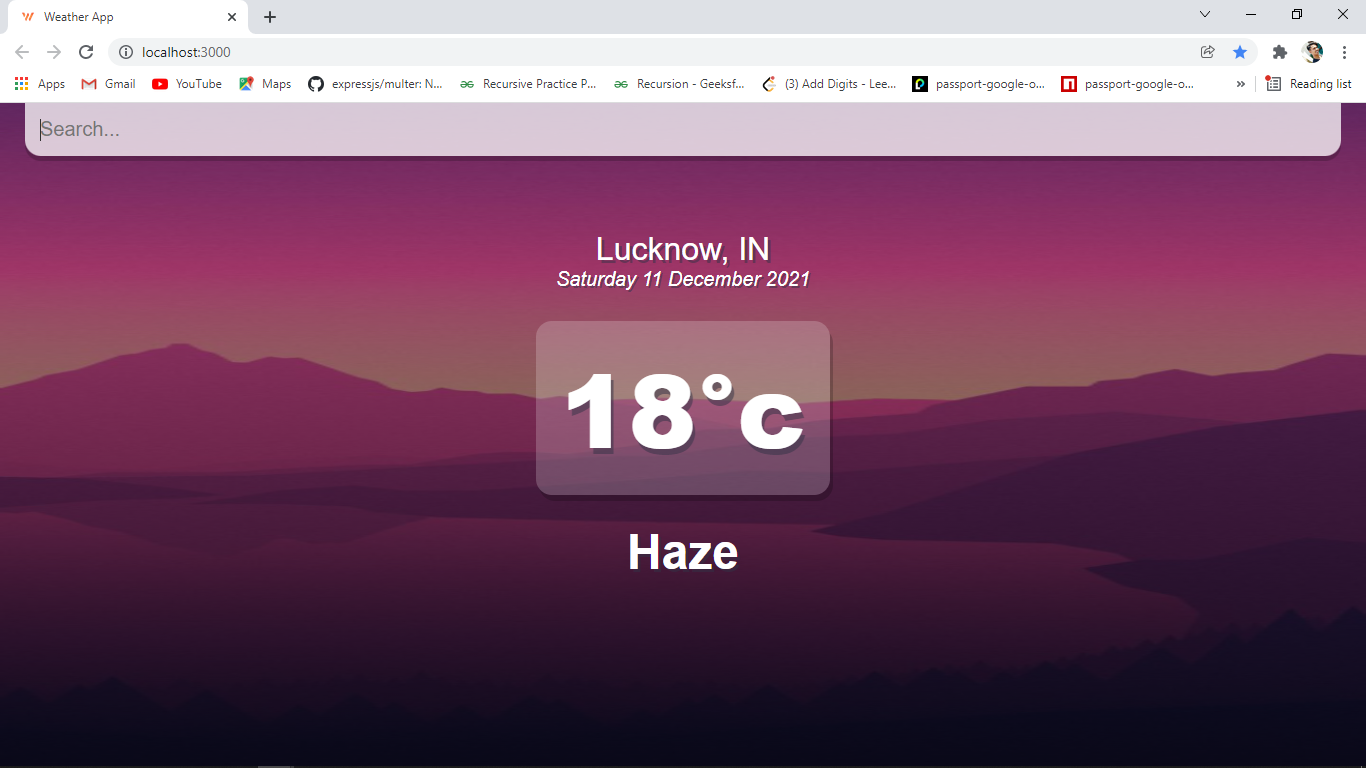 Weather App
localhost:3000
Apps Gmail YouTube Maps expressjs/multer: N... Recursive Practice P... Recursion - Geeksf... (3) Add Digits - Lee... passport-google-o... passport-google-o... » Reading list
Search...
Lucknow, IN
Saturday 11 December 2021
18°c
Haze